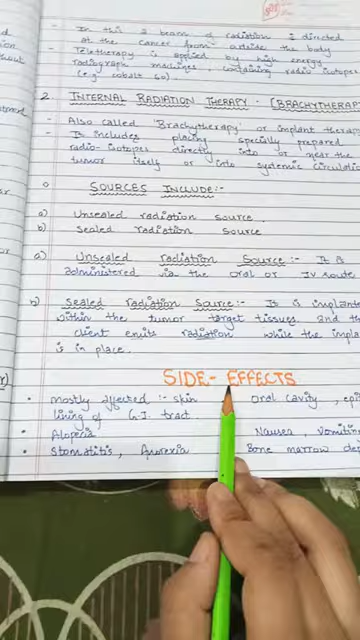 - In this a beam of radiation is directed
at the cancer from outside the body
- Teletherapy is applied by high energy
radiograph machines, containing radio isotopes
(e.g. cobalt 60).
2. INTERNAL RADIATION THERAPY - [BRACHYTHERAP
- Also called Brachytherapy or implant therap
- It includes placing specially prepared
radio-isotopes directly into or near the
tumor itself or into systemic circulati
SOURCES INCLUDE:-
a) Unsealed radiation source.
b) Sealed radiation source
a) Unsealed radiation Source:- It is
administered via the oral or IV route
b) Sealed radiation Source:- It is implante
within the tumor target tissues. and th
client emits radiation while the impla
is in place.
SIDE-EFFECTS
• Mostly affected :- skin oral cavity, epi
lining of G.I. tract.
• Alopecia Nausea, vomitin
• Stomatitis, Anorexia Bone marrow de